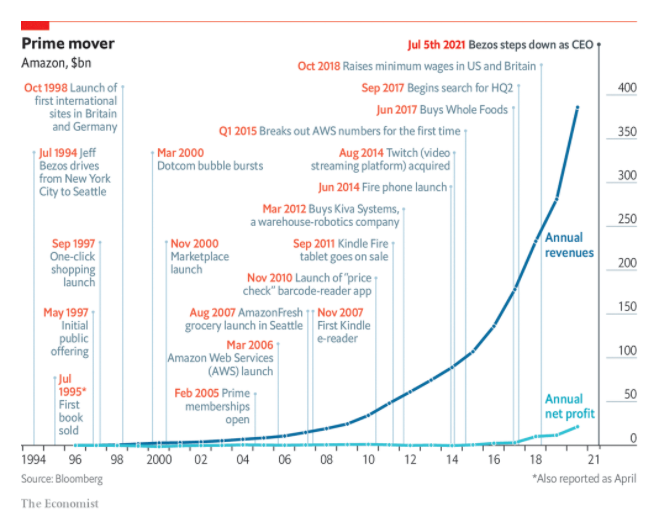 Prime mover
Amazon, $bn
Jul 5th 2021 Bezos steps down as CEO
Oct 2018 Raises minimum wages in US and Britain
Oct 1998 Launch of
first international
sites in Britain
and Germany
Sep 2017 Begins search for HQ2
Jun 2017 Buys Whole Foods
Q1 2015 Breaks out AWS numbers for the first time
Jul 1994 Jeff
Bezos drives
from New York
City to Seattle
Mar 2000
Dotcom bubble bursts
Aug 2014 Twitch (video
streaming platform) acquired
Jun 2014 Fire phone launch
Mar 2012 Buys Kiva Systems,
a warehouse-robotics company
Sep 1997
One-click
shopping
launch
Nov 2000
Marketplace
launch
Sep 2011 Kindle Fire
tablet goes on sale
Nov 2010 Launch of "price
check" barcode-reader app
May 1997
Initial
public
offering
Aug 2007 AmazonFresh
grocery launch in Seattle
Nov 2007
First Kindle
e-reader
Mar 2006
Amazon Web Services
(AWS) launch
Jul
1995*
First
book
sold
Feb 2005 Prime
memberships
open
Annual
revenues
Annual
net profit
400
350
300
250
200
150
100
50
0
1994 96 98 2000 02 04 06 08 10 12 14 16 18 21
Source: Bloomberg
*Also reported as April
The Economist